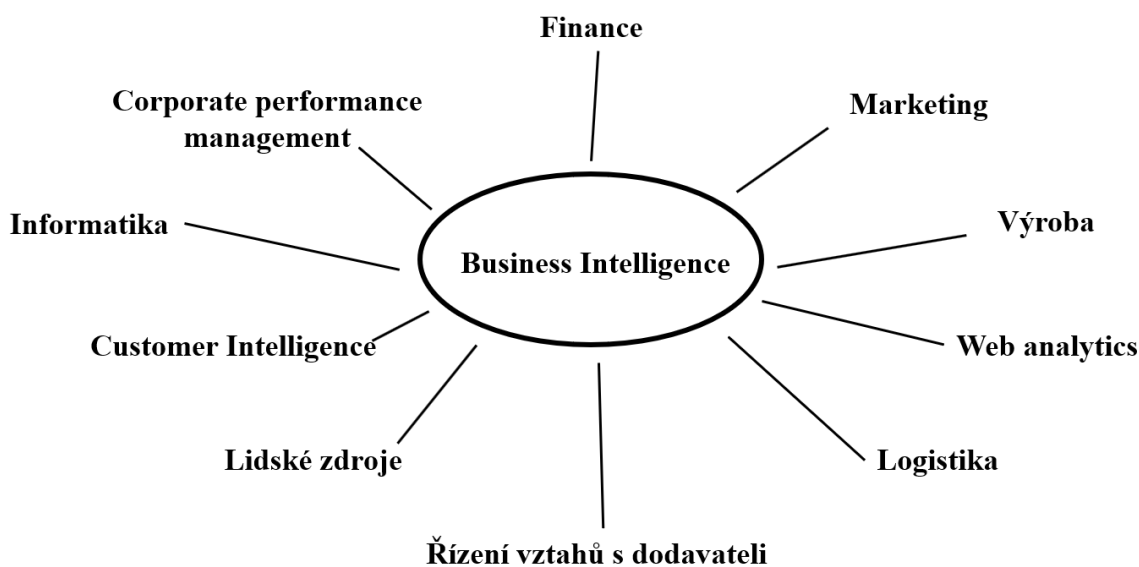 Finance
Corporate performance
management
Marketing
Informatika
Výroba
Business Intelligence
Customer Intelligence
Web analytics
Lidské zdroje
Logistika
Řízení vztahů s dodavateli